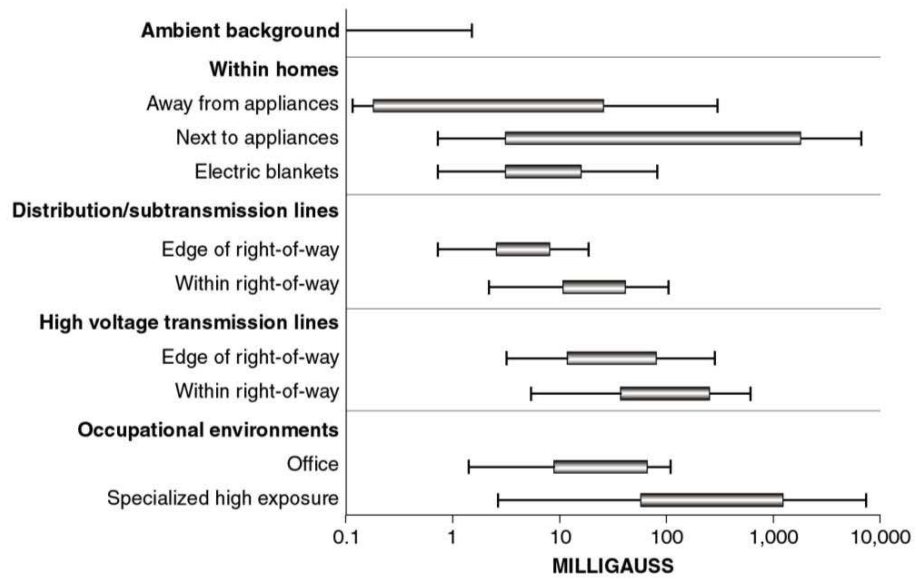 Ambient background
Within homes
Away from appliances
Next to appliances
Electric blankets
Distribution/subtransmission lines
Edge of right-of-way
Within right-of-way
High voltage transmission lines
Edge of right-of-way
Within right-of-way
Occupational environments
Office
Specialized high exposure
0.1 1 10 100 1,000 10,000
MILLIGAUSS